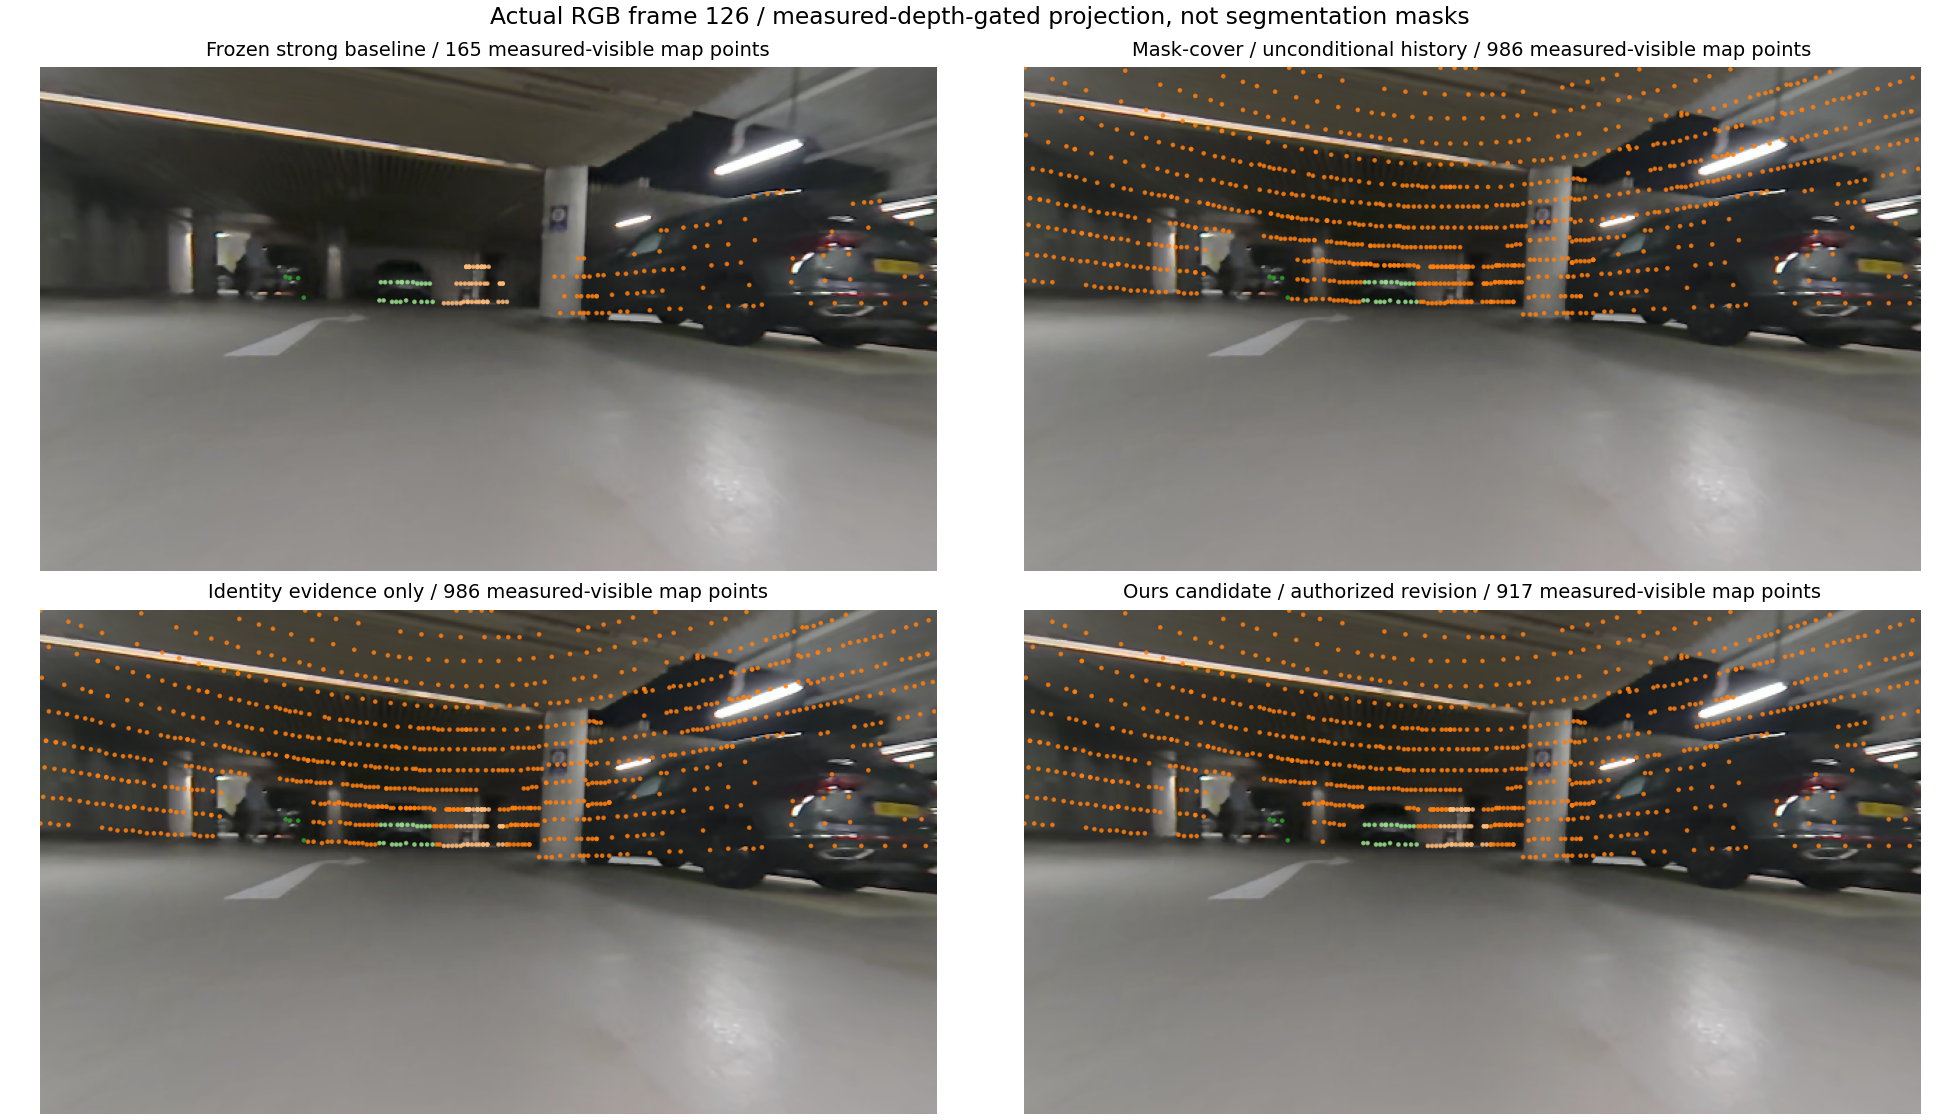 Actual RGB frame 126 / measured-depth-gated projection, not segmentation masks
Frozen strong baseline / 165 measured-visible map points
Mask-cover / unconditional history / 986 measured-visible map points
Identity evidence only / 986 measured-visible map points
Ours candidate / authorized revision / 917 measured-visible map points